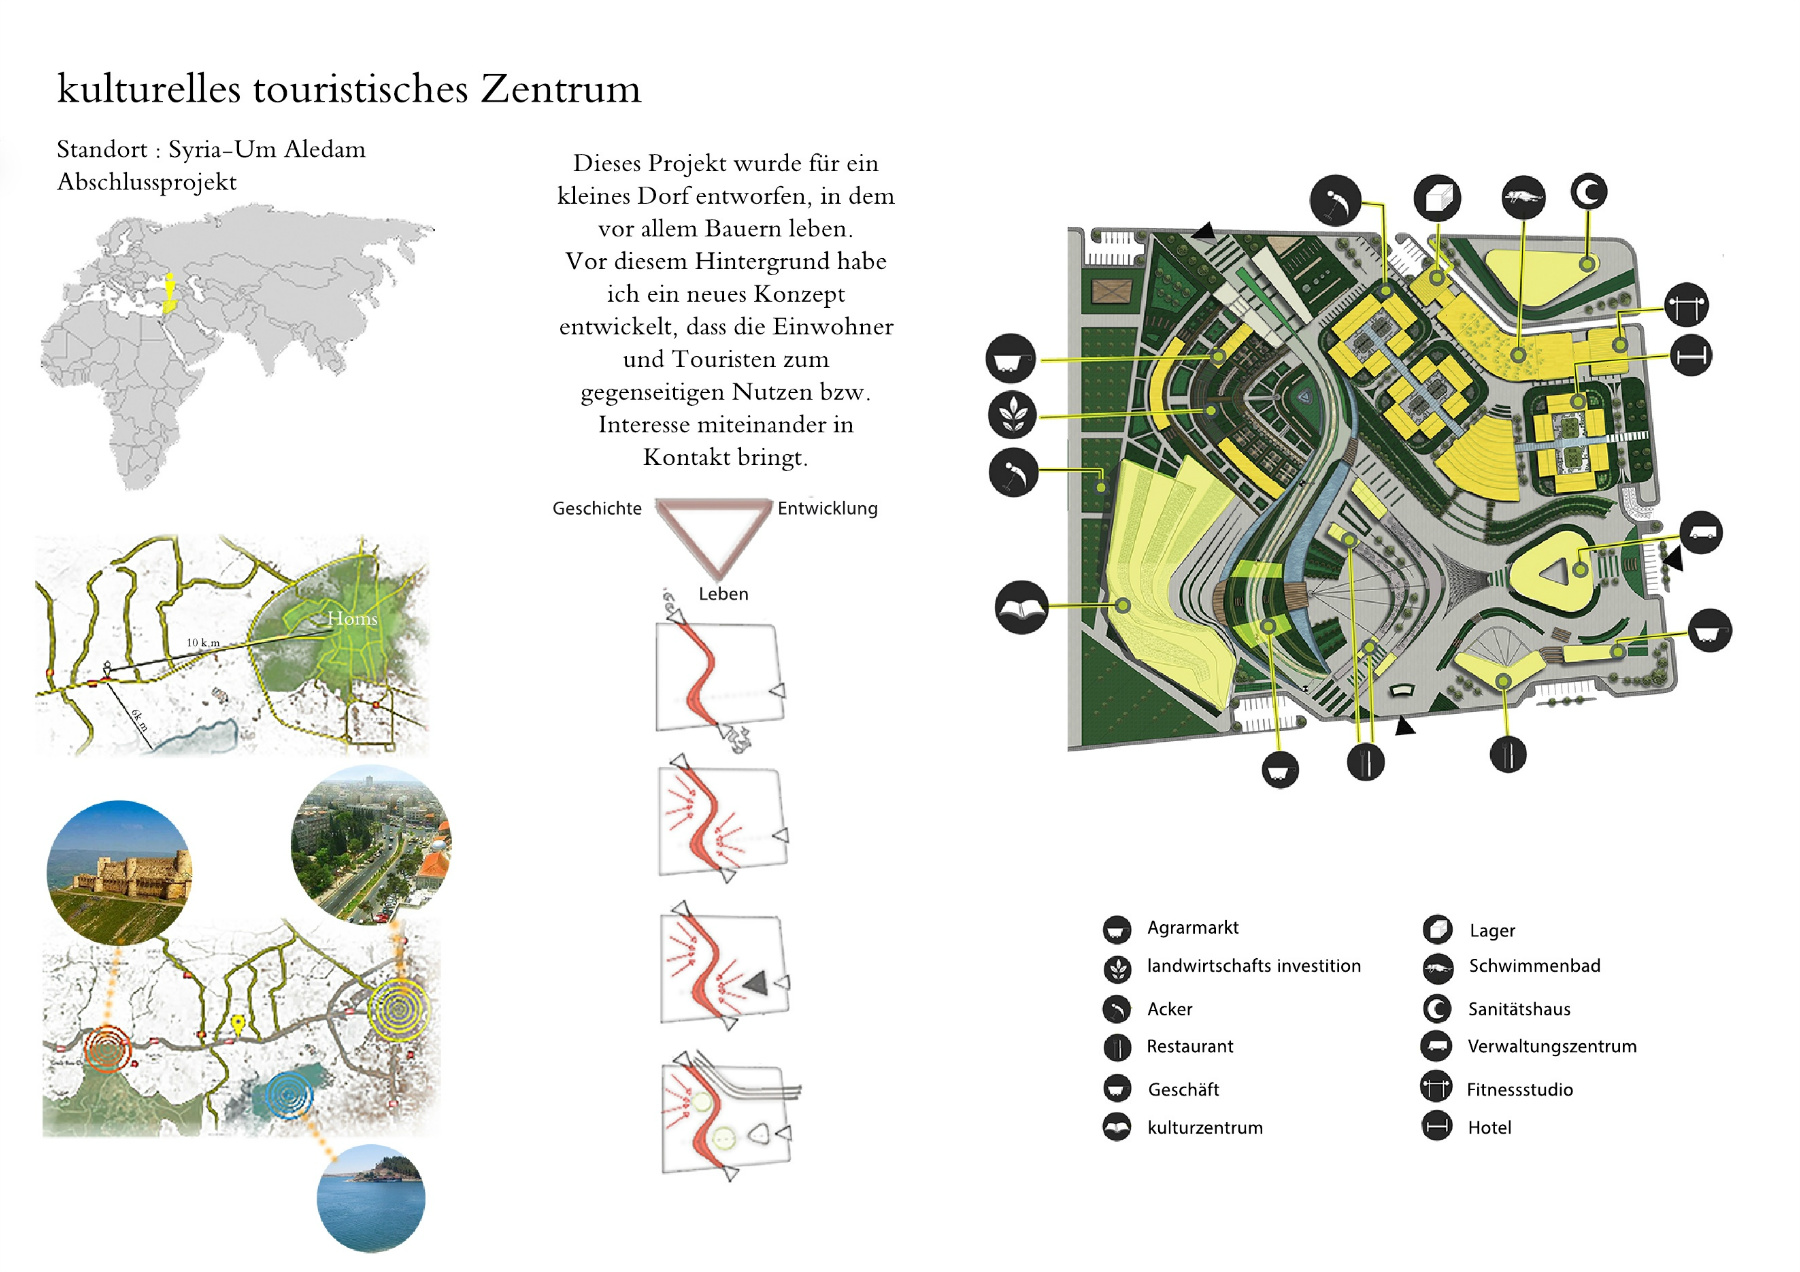 kulturelles touristisches Zentrum
Standort : Syria-Um Aledam
Abschlussprojekt
Dieses Projekt wurde für ein
kleines Dorf entworfen, in dem
vor allem Bauern leben.
Vor diesem Hintergrund habe
ich ein neues Konzept
entwickelt, dass die Einwohner
und Touristen zum
gegenseitigen Nutzen bzw.
Interesse miteinander in
Kontakt bringt.
Geschichte
Entwicklung
Leben
Homs
10 k.m
6k m
Agrarmarkt
landwirtschafts investition
Acker
Restaurant
Geschäft
kulturzentrum
Lager
Schwimmenbad
Sanitätshaus
Verwaltungszentrum
Fitnessstudio
Hotel